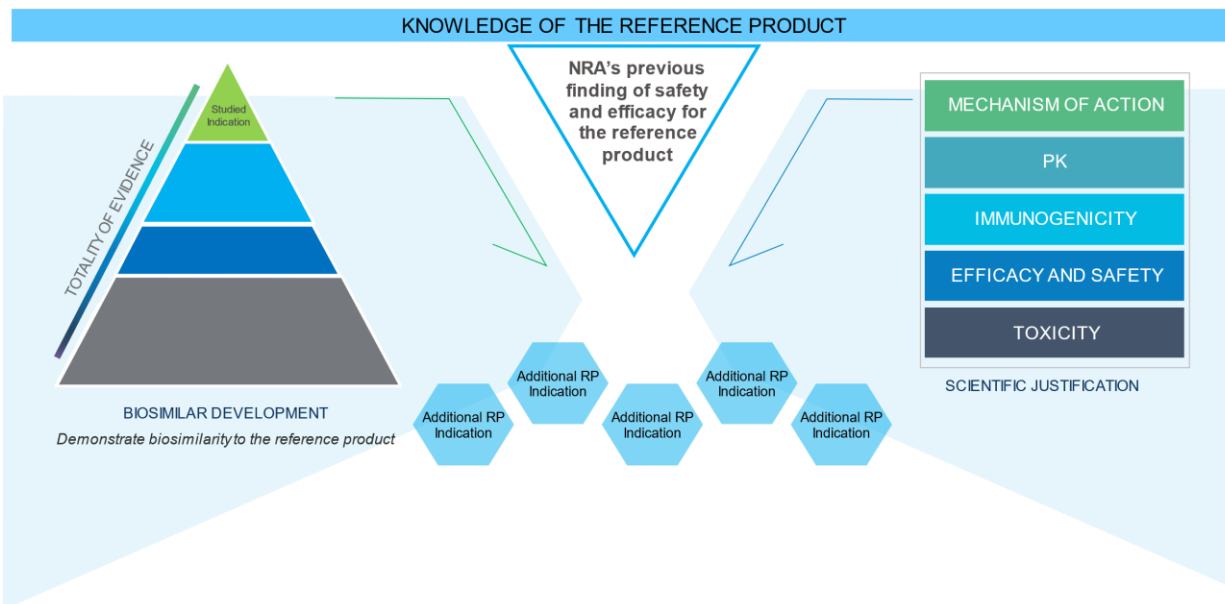 KNOWLEDGE OF THE REFERENCE PRODUCT
NRA's previous
finding of safety
and efficacy for
the reference
product
Studied
Indication
TOTALITY OF EVIDENCE
BIOSIMILAR DEVELOPMENT
Demonstrate biosimilarity to the reference product
MECHANISM OF ACTION
PK
IMMUNOGENICITY
EFFICACY AND SAFETY
TOXICITY
SCIENTIFIC JUSTIFICATION
Additional RP
Indication
Additional RP
Indication
Additional RP
Indication
Additional RP
Indication
Additional RP
Indication